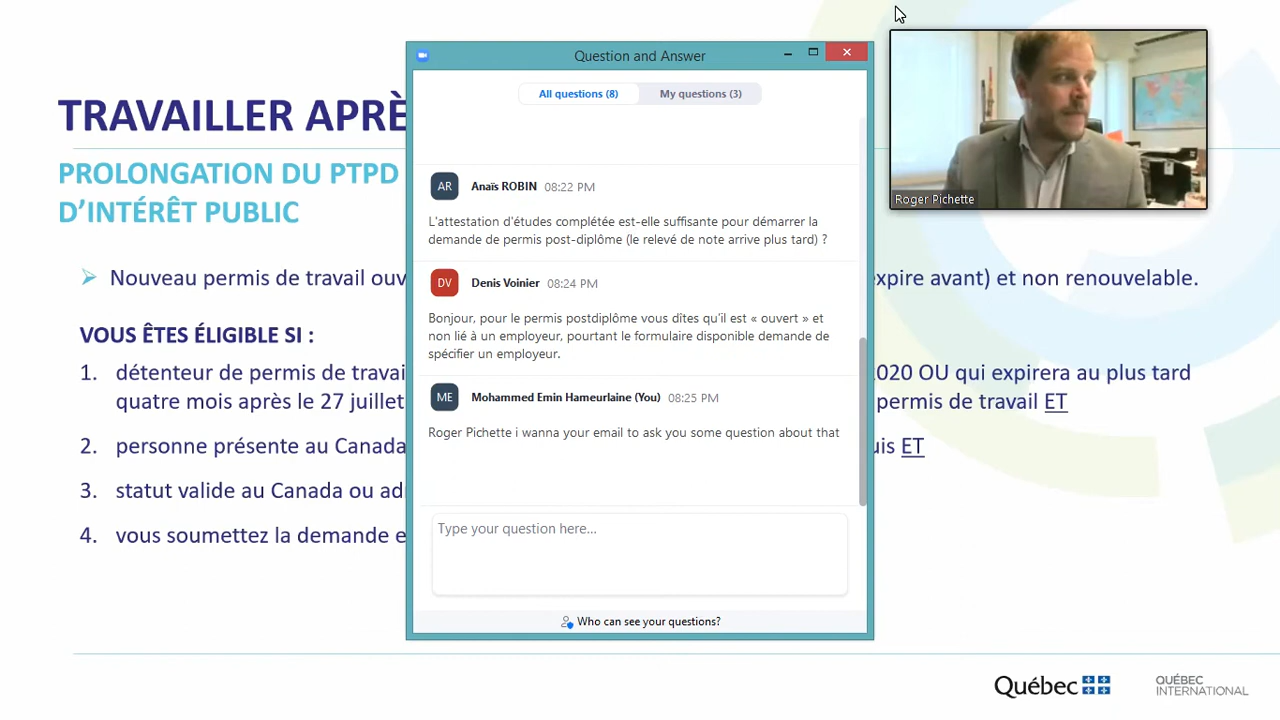 TRAVAILLER APRÈ
PROLONGATION DU PTPD
D'INTÉRÊT PUBLIC
Nouveau permis de travail ouv
expire avant) et non renouvelable.
VOUS ÊTES ÉLIGIBLE SI :
1. détenteur de permis de travai
2020 OU qui expirera au plus tard
quatre mois après le 27 juillet
permis de travail ET
2. personne présente au Canada
uis ET
3. statut valide au Canada ou ad
4. vous soumettez la demande e
Question and Answer
All questions (8) My questions (3)
AR Anaïs ROBIN 08:22 PM
L'attestation d'études complétée est-elle suffisante pour démarrer la
demande de permis post-diplôme (le relevé de note arrive plus tard) ?
DV Denis Voinier 08:24 PM
Bonjour, pour le permis postdiplôme vous dîtes qu'il est « ouvert » et
non lié à un employeur, pourtant le formulaire disponible demande de
spécifier un employeur.
ME Mohammed Emin Hameurlaine (You) 08:25 PM
Roger Pichette i wanna your email to ask you some question about that
Type your question here...
Who can see your questions?
Roger Pichette
Québec
QUÉBEC
INTERNATIONAL